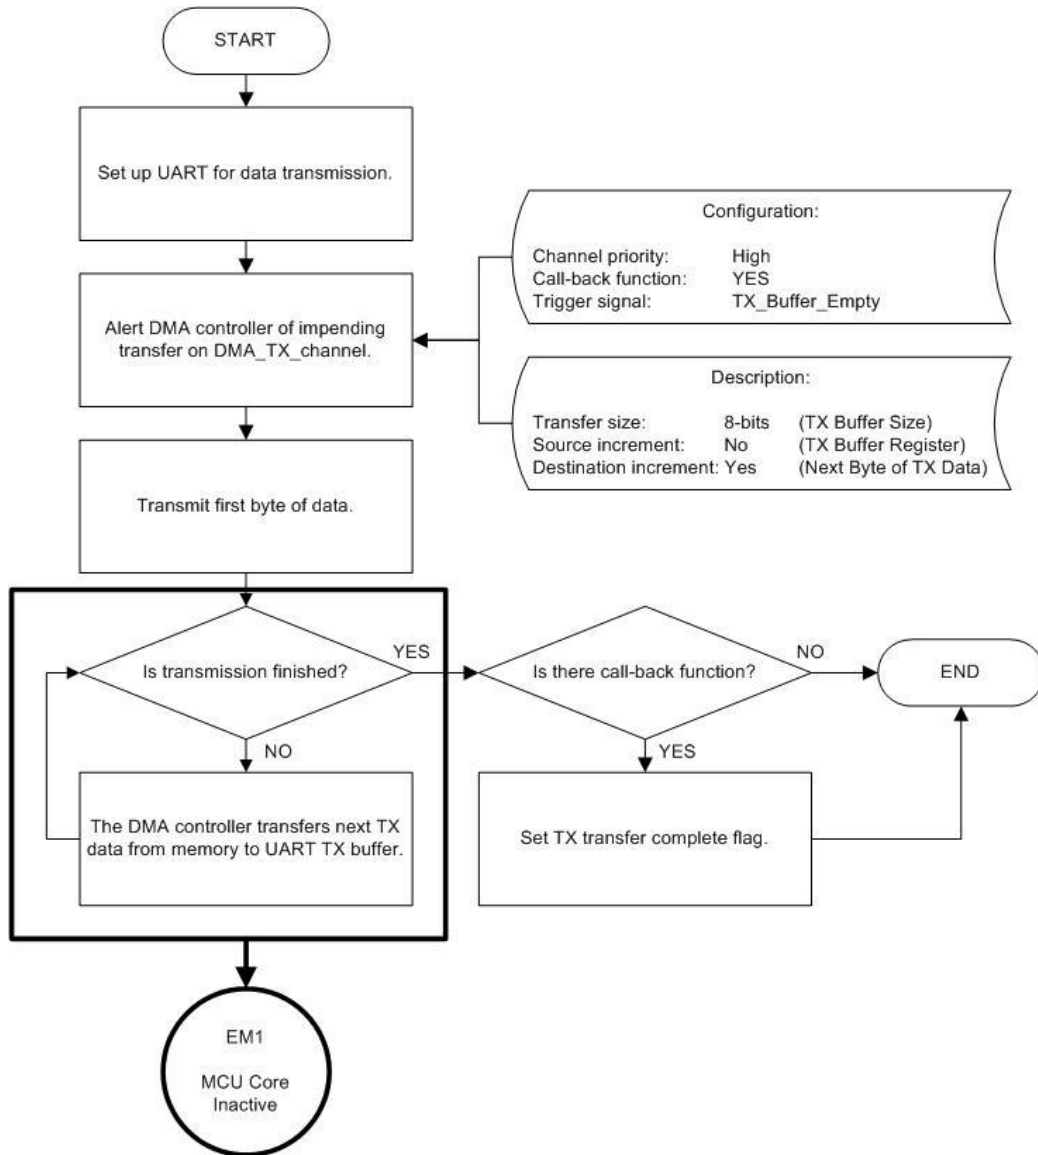 START
Set up UART for data transmission.
Configuration:
Channel priority: High
Call-back function: YES
Trigger signal: TX_Buffer_Empty
Alert DMA controller of impending
transfer on DMA_TX_channel.
Description:
Transfer size: 8-bits (TX Buffer Size)
Source increment: No (TX Buffer Register)
Destination increment: Yes (Next Byte of TX Data)
Transmit first byte of data.
Is transmission finished?
YES
Is there call-back function?
NO
END
NO
YES
The DMA controller transfers next TX
data from memory to UART TX buffer.
Set TX transfer complete flag.
EM1
MCU Core
Inactive